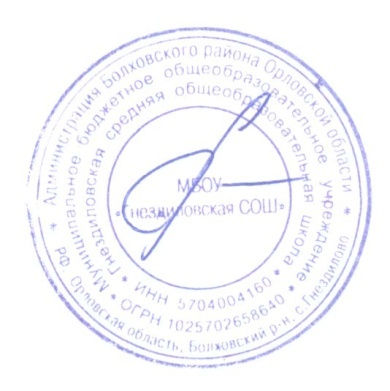 * Администрация Болховского района Орловской области *
РФ Орловская область, Болховский р-н, с.Гнездилово
Муниципальное бюджетное общеобразовательное учреждение
* ОГРН 1025702658640 *
Гнездиловская средняя общеобразовательная школа
* ИНН 5704004160 *
МБОУ
«Гнездиловская СОШ»